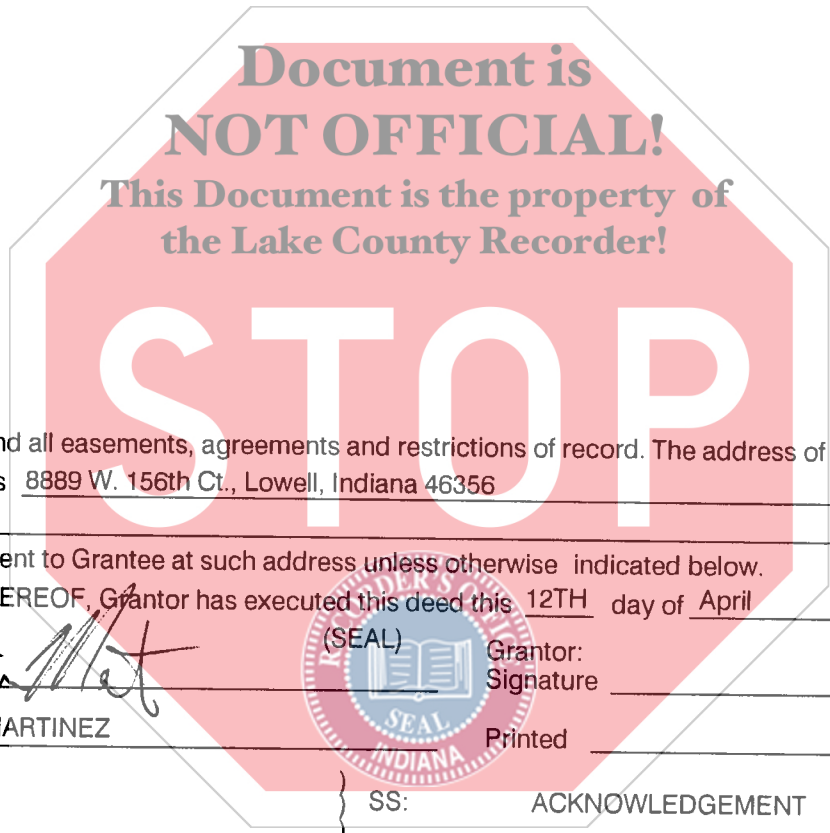 Document is
NOT OFFICIAL!
This Document is the property of
the Lake County Recorder!
STOP
nd all easements, agreements and restrictions of record. The address of
s 8889 W. 156th Ct., Lowell, Indiana 46356
ent to Grantee at such address unless otherwise indicated below.
EREOF, Grantor has executed this deed this 12TH day of April
(SEAL) Grantor:
Signature
ARTINEZ Printed
RECORDER'S OFFICE
SEAL
INDIANA
SS: ACKNOWLEDGEMENT